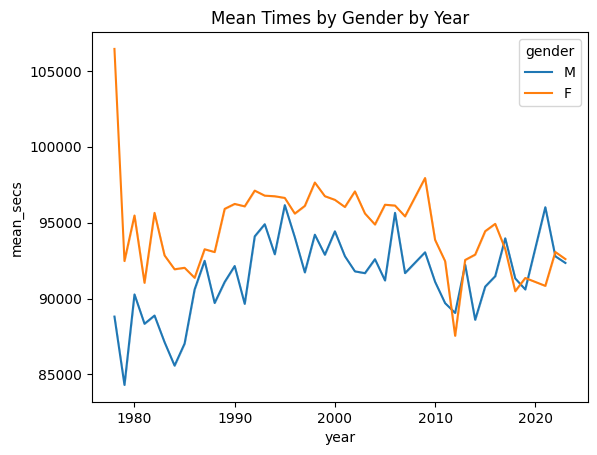 Mean Times by Gender by Year
gender
M
F
mean_secs
105000
100000
95000
90000
85000
1980
1990
2000
2010
2020
year